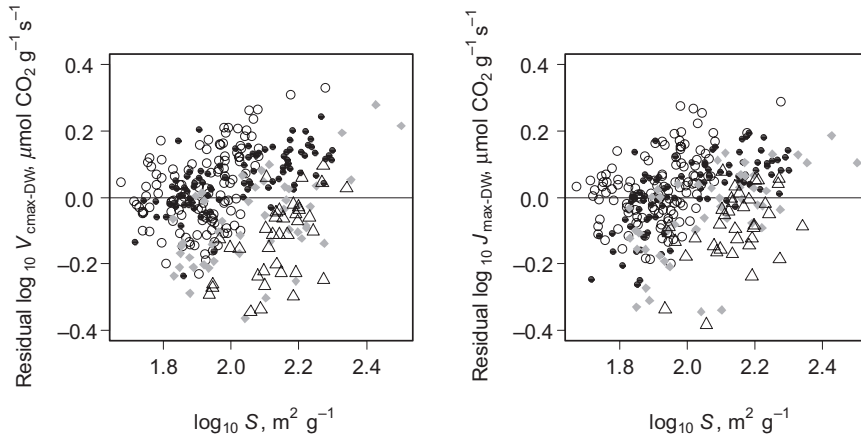 Residual log₁₀ Vcmax-DW, μmol CO₂ g⁻¹ s⁻¹
0.4
0.2
0.0
–0.2
–0.4
1.8 2.0 2.2 2.4
log₁₀ S, m² g⁻¹
Residual log₁₀ Jmax-DW, μmol CO₂ g⁻¹ s⁻¹
0.4
0.2
0.0
–0.2
–0.4
1.8 2.0 2.2 2.4
log₁₀ S, m² g⁻¹